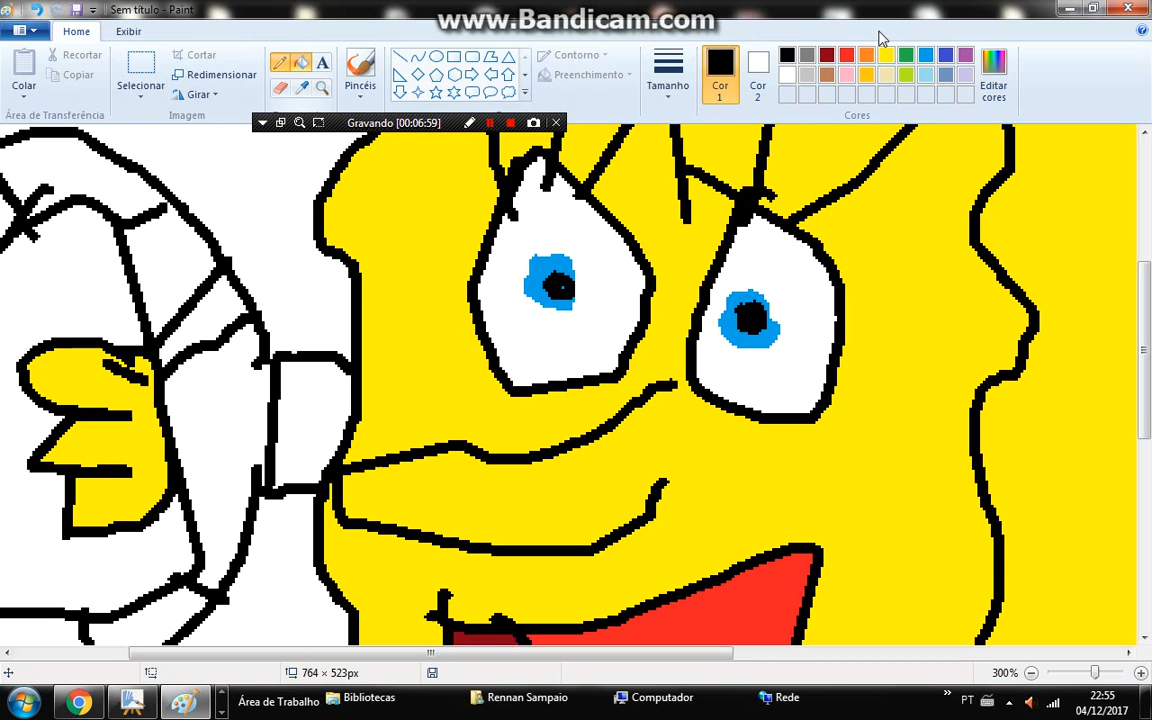 Sem título - Paint
www.Bandicam.com
Home Exibir
Colar
Recortar
Copiar
Área de Transferência
Selecionar
Cortar
Redimensionar
Girar
Imagem
A
Pincéis
Contorno
Preenchimento
Tamanho
Cor 1
Cor 2
Editar cores
Cores
Gravando [00:06:59]
764 × 523px
300%
Área de Trabalho
Bibliotecas
Rennan Sampaio
Computador
Rede
PT
22:55
04/12/2017